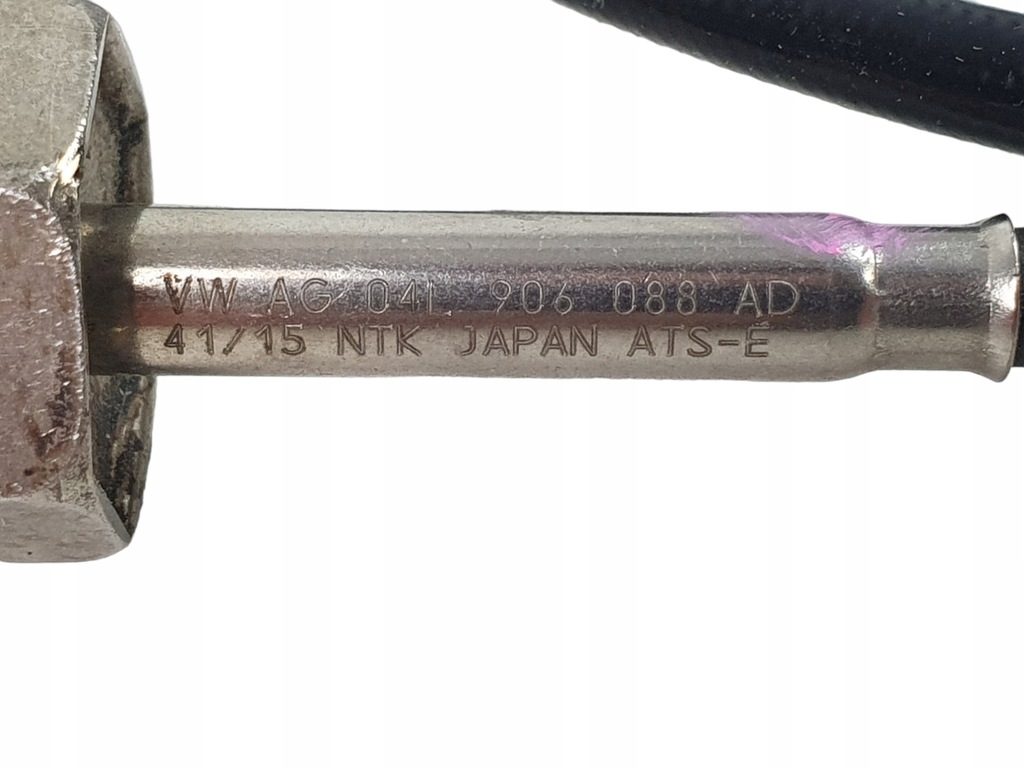 VW AG 04L 906 088 AD
41/15 NTK JAPAN ATS-E